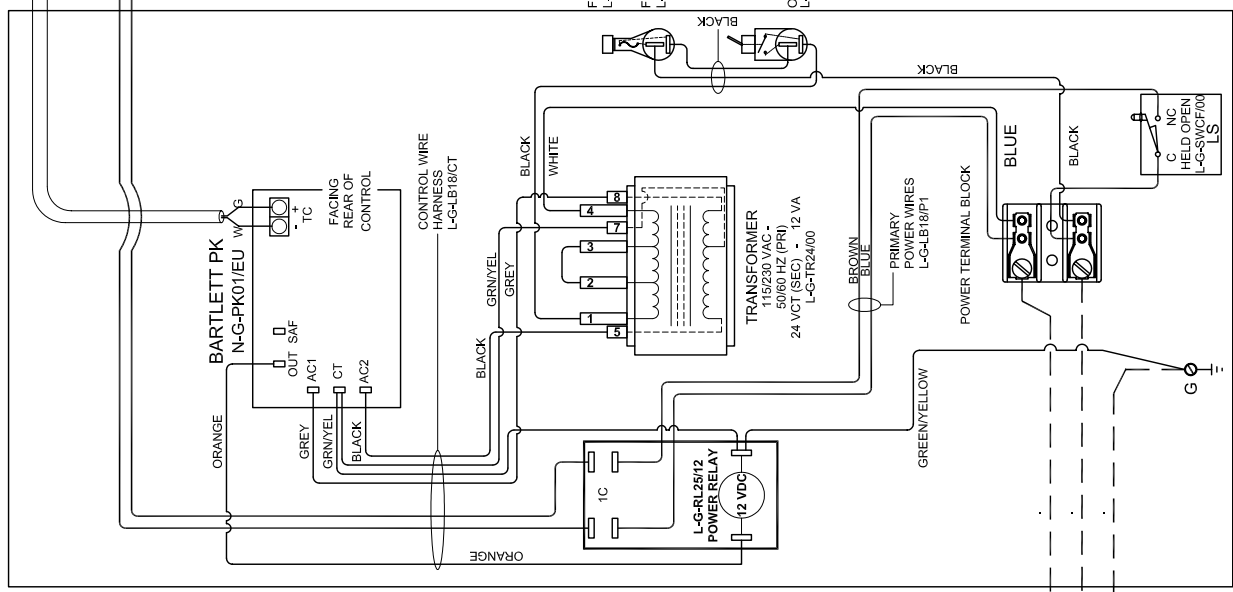 F
L-
F
L-
O
L-
BLACK
BLACK
BARTLETT PK
N-G-PK01/EU
W
G
- TC +
FACING
REAR OF
CONTROL
OUT SAF
AC1
CT
AC2
ORANGE
GREY
GRN/YEL
BLACK
CONTROL WIRE
HARNESS
L-G-LB18/CT
BLACK
WHITE
GRN/YEL
GREY
BLACK
8
4
7
3
2
1
5
TRANSFORMER
115/230 VAC -
50/60 HZ (PRI)
24 VCT (SEC) - 12 VA
L-G-TR24/00
BROWN
BLUE
PRIMARY
POWER WIRES
L-G-LB18/P1
POWER TERMINAL BLOCK
BLUE
BLACK
C NC
HELD OPEN
L-G-SWCF/00
LS
GREEN/YELLOW
G
1C
L-G-RL25/12
POWER RELAY
12 VDC
ORANGE